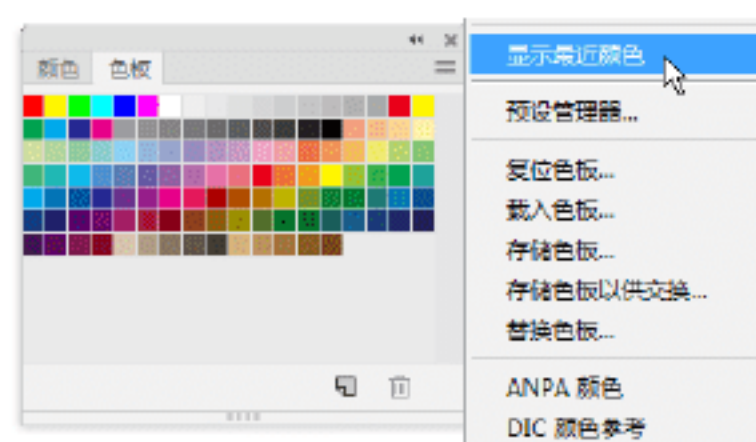 颜色 色板
显示最近颜色
预设管理器...
复位色板...
载入色板...
存储色板...
存储色板以供交换...
替换色板...
ANPA 颜色
DIC 颜色参考